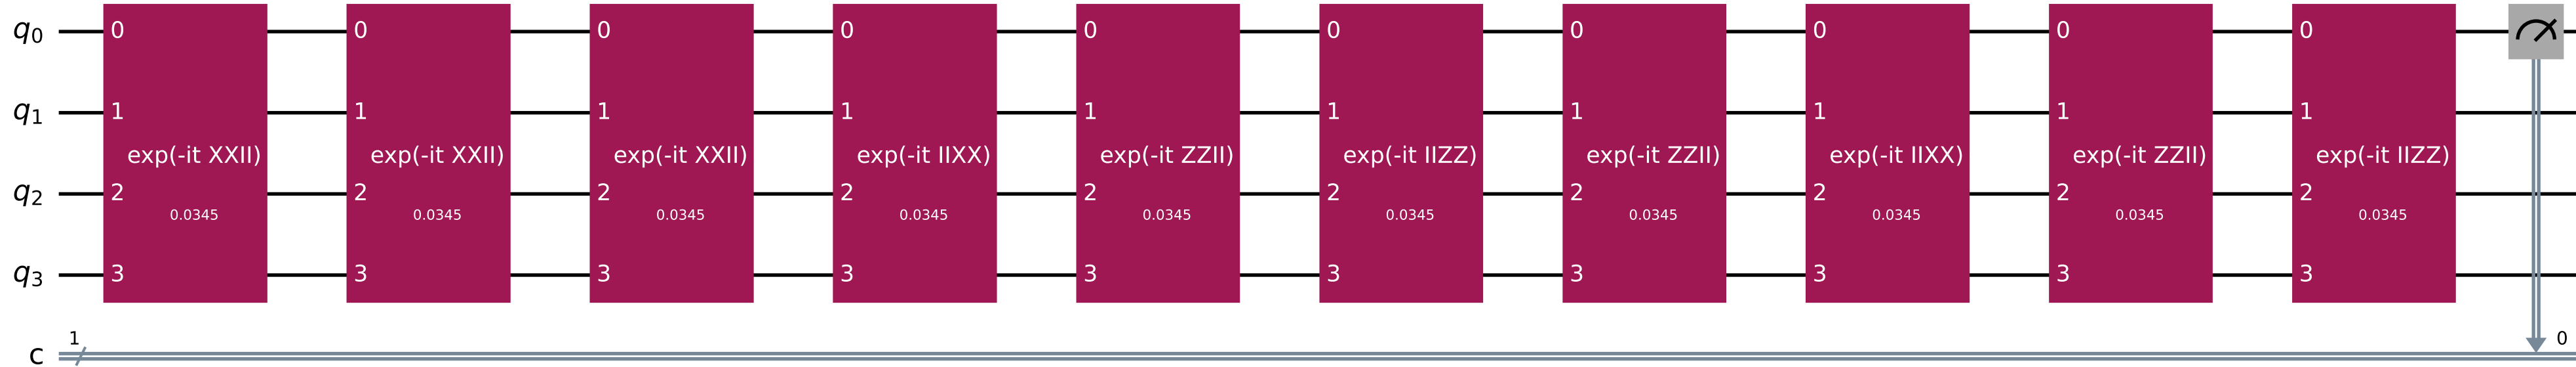 q0 0 0 0 0 0 0 0 0 0 0
q1 1 1 1 1 1 1 1 1 1 1
exp(-it XXII) exp(-it XXII) exp(-it XXII) exp(-it IIXX) exp(-it ZZII) exp(-it IIZZ) exp(-it ZZII) exp(-it IIXX) exp(-it ZZII) exp(-it IIZZ)
q2 2 2 2 2 2 2 2 2 2 2
0.0345 0.0345 0.0345 0.0345 0.0345 0.0345 0.0345 0.0345 0.0345 0.0345
q3 3 3 3 3 3 3 3 3 3 3
1 0
c